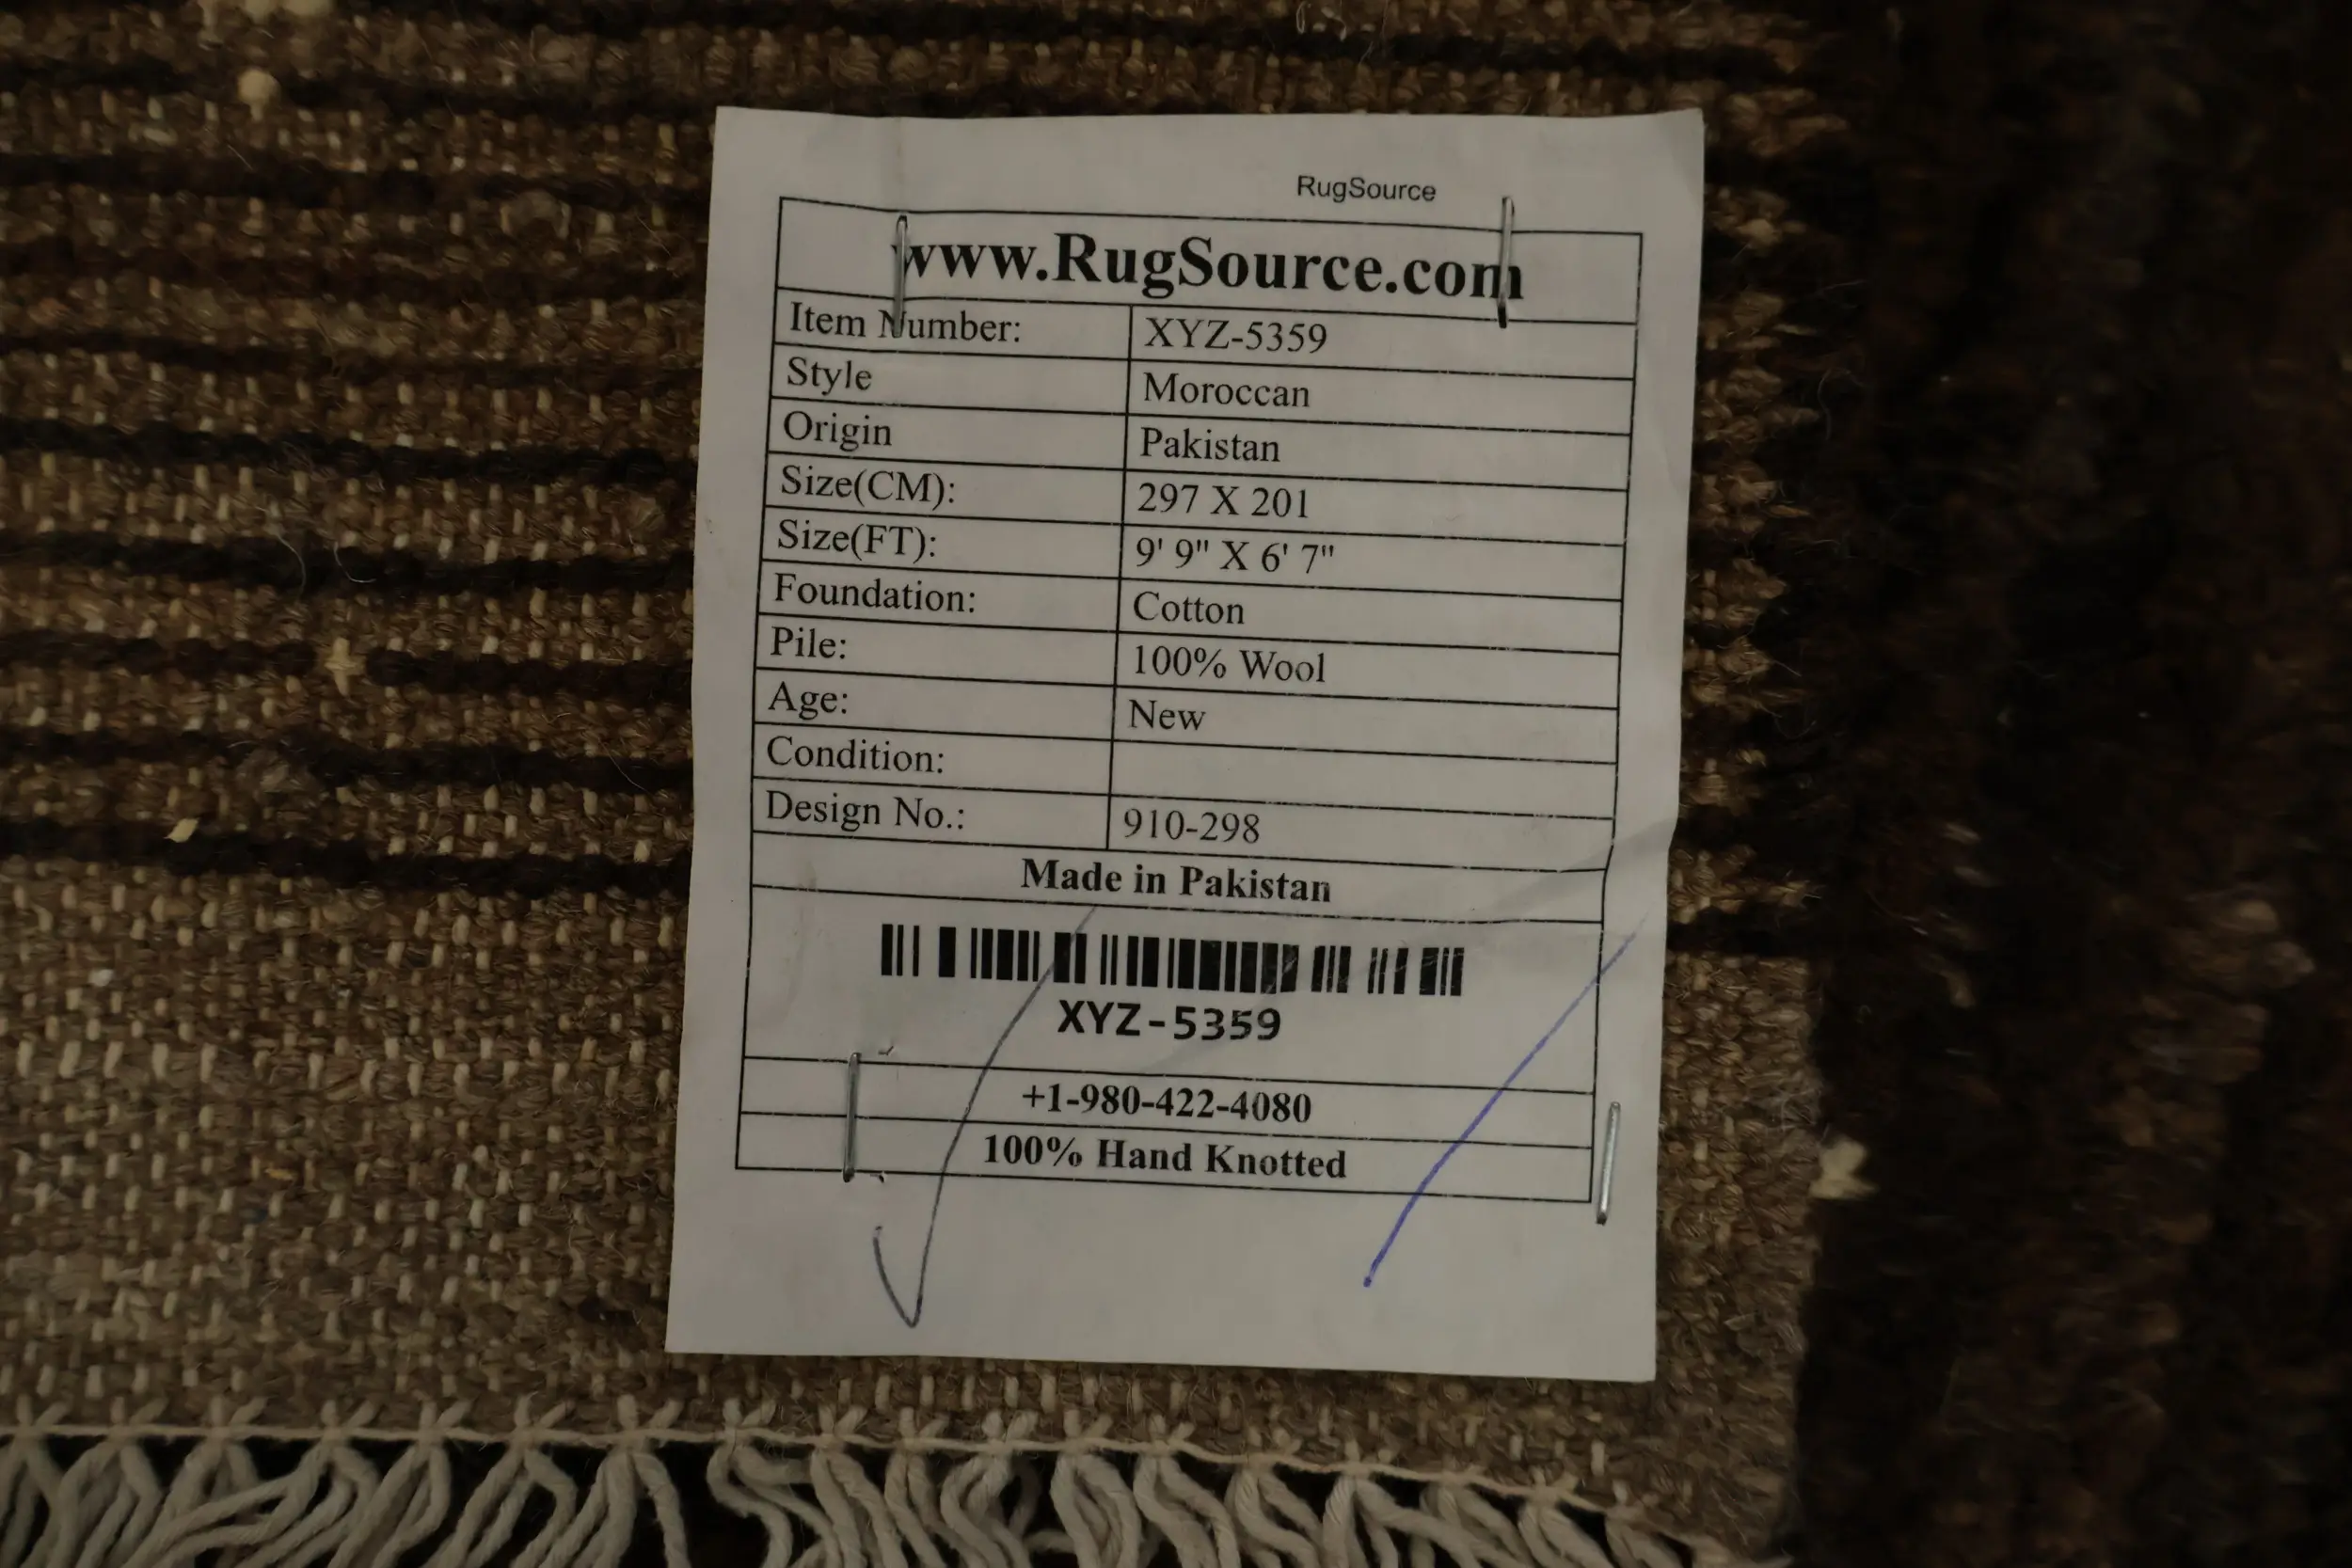 RugSource
www.RugSource.com
Item Number: XYZ-5359
Style Moroccan
Origin Pakistan
Size(CM): 297 X 201
Size(FT): 9' 9" X 6' 7"
Foundation: Cotton
Pile: 100% Wool
Age: New
Condition:
Design No.: 910-298
Made in Pakistan
XYZ-5359
+1-980-422-4080
100% Hand Knotted